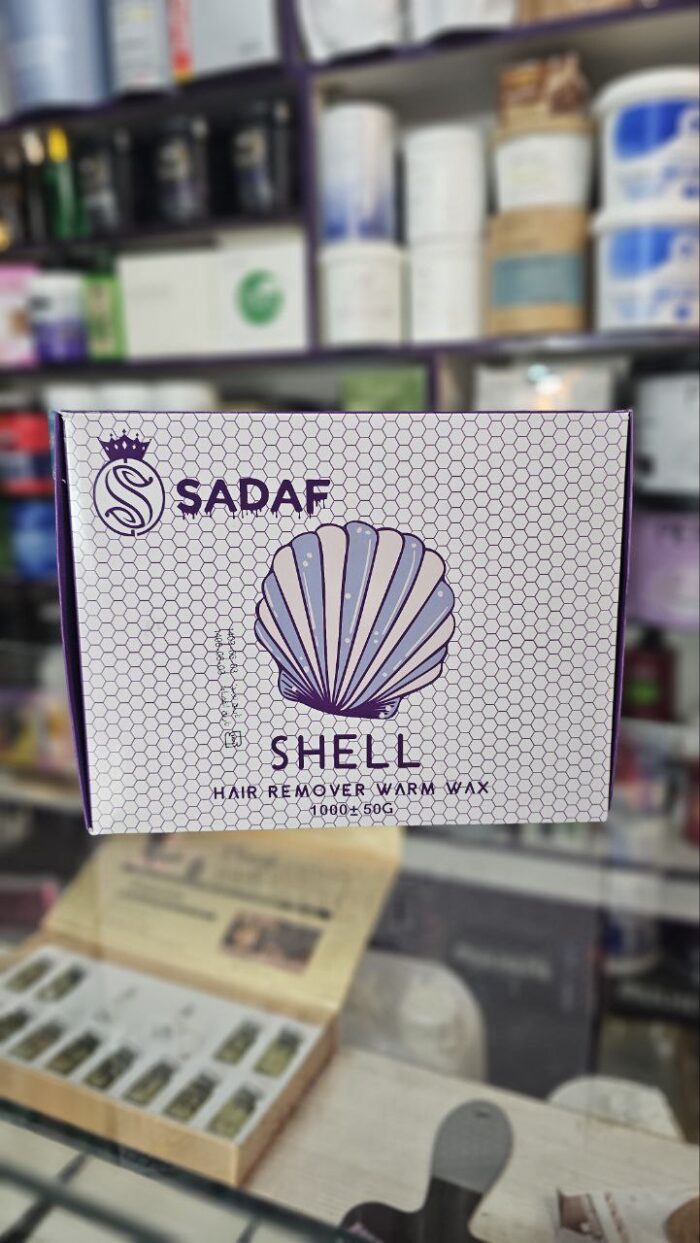 SADAF
SHELL
HAIR REMOVER WARM WAX
1000± 50G